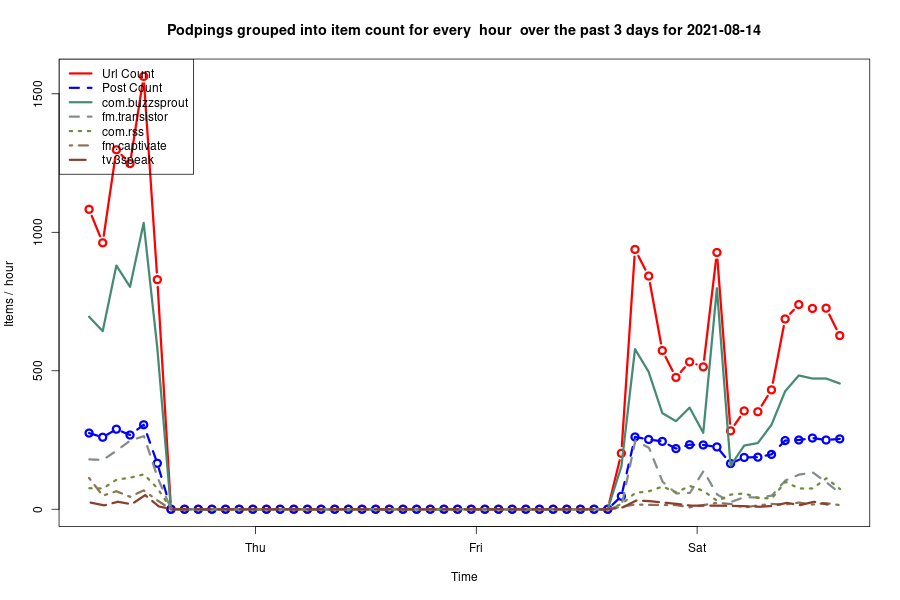 Podpings grouped into item count for every  hour  over the past 3 days for 2021-08-14
Url Count
Post Count
com.buzzsprout
fm.transistor
com.rss
fm.captivate
tv.3speak
1500
1000
500
0
Items /  hour
Thu
Fri
Sat
Time